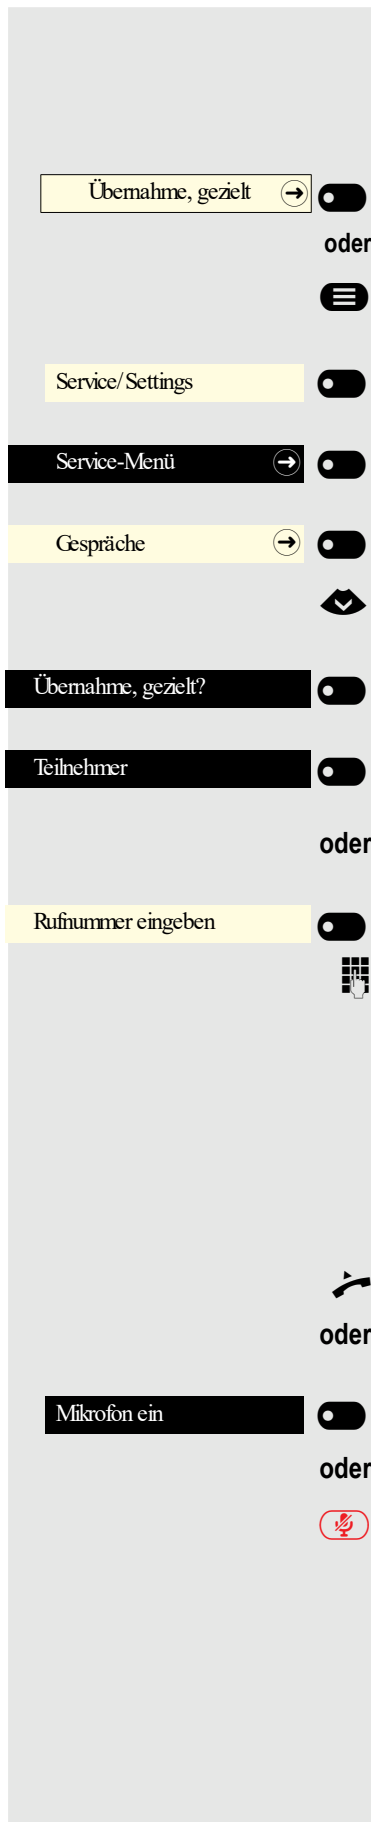 Übernahme, gezielt
oder
Service/Settings
Service-Menü
Gespräche
Übernahme, gezielt?
Teilnehmer
oder
Rufnummer eingeben
oder
Mikrofon ein
oder